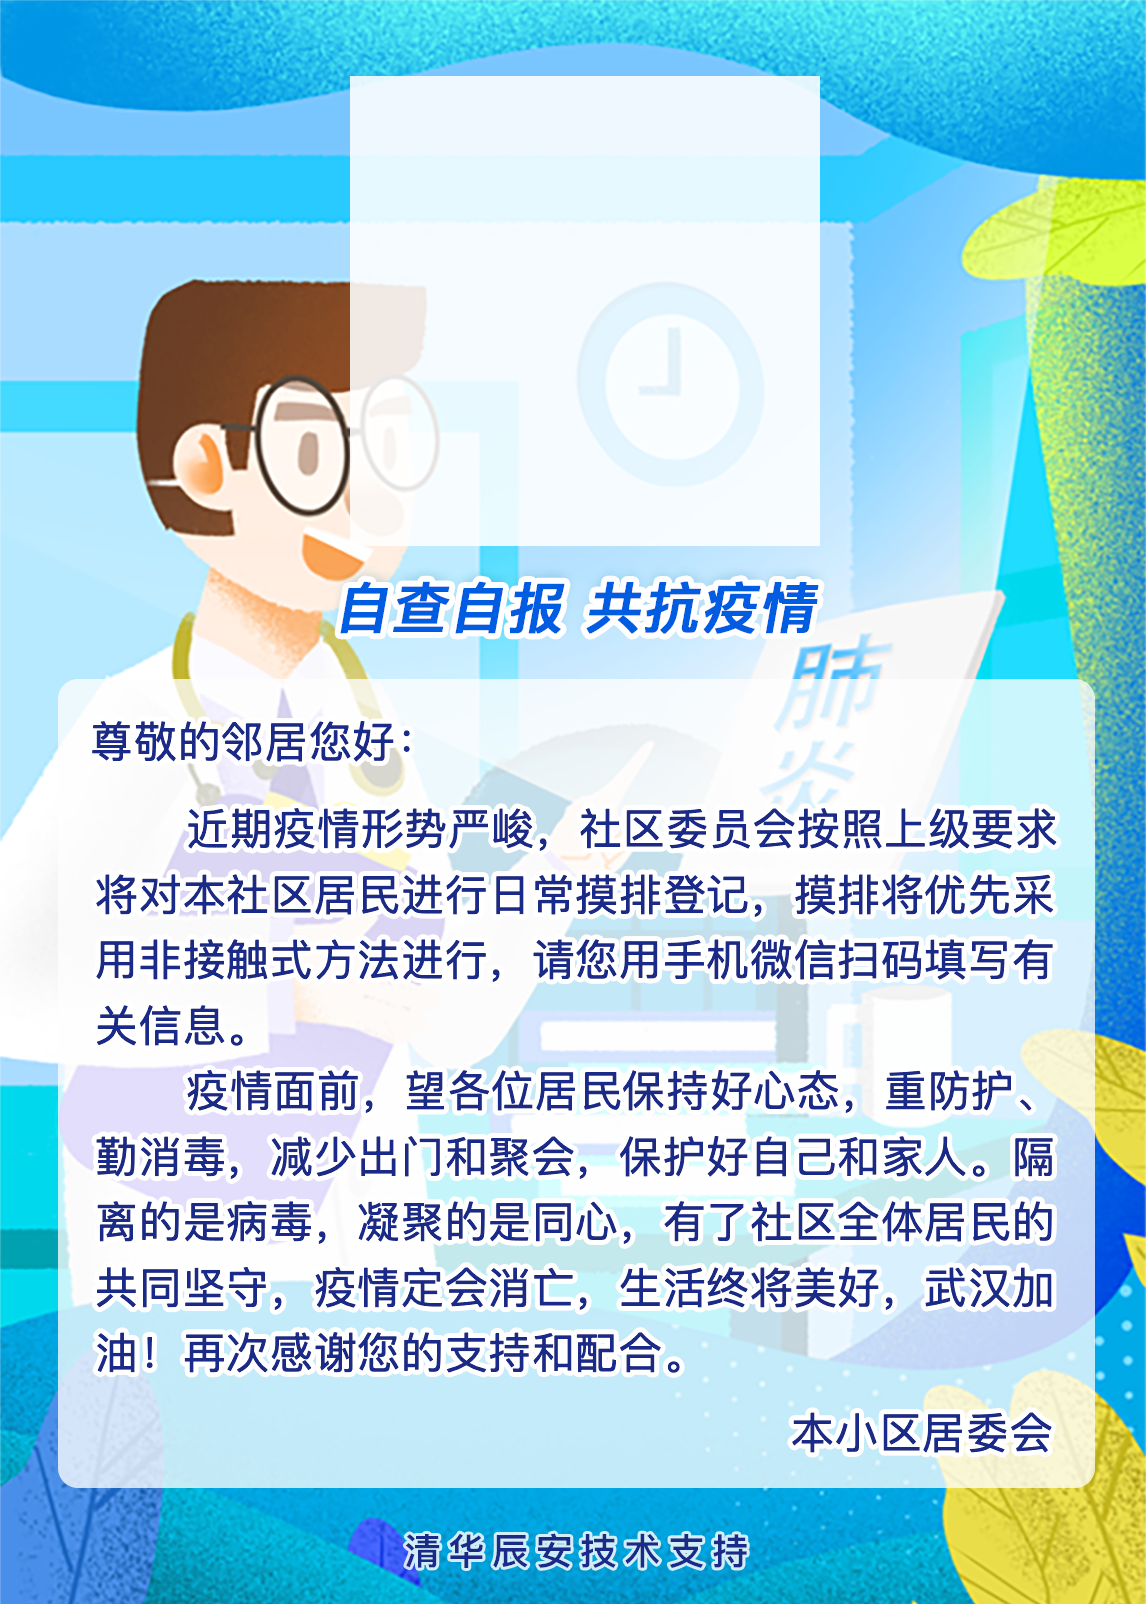 自查自报 共抗疫情
肺
炎
尊敬的邻居您好：
近期疫情形势严峻，社区委员会按照上级要求
将对本社区居民进行日常摸排登记，摸排将优先采
用非接触式方法进行，请您用手机微信扫码填写有
关信息。
疫情面前，望各位居民保持好心态，重防护、
勤消毒，减少出门和聚会，保护好自己和家人。隔
离的是病毒，凝聚的是同心，有了社区全体居民的
共同坚守，疫情定会消亡，生活终将美好，武汉加
油！再次感谢您的支持和配合。
本小区居委会
清华辰安技术支持